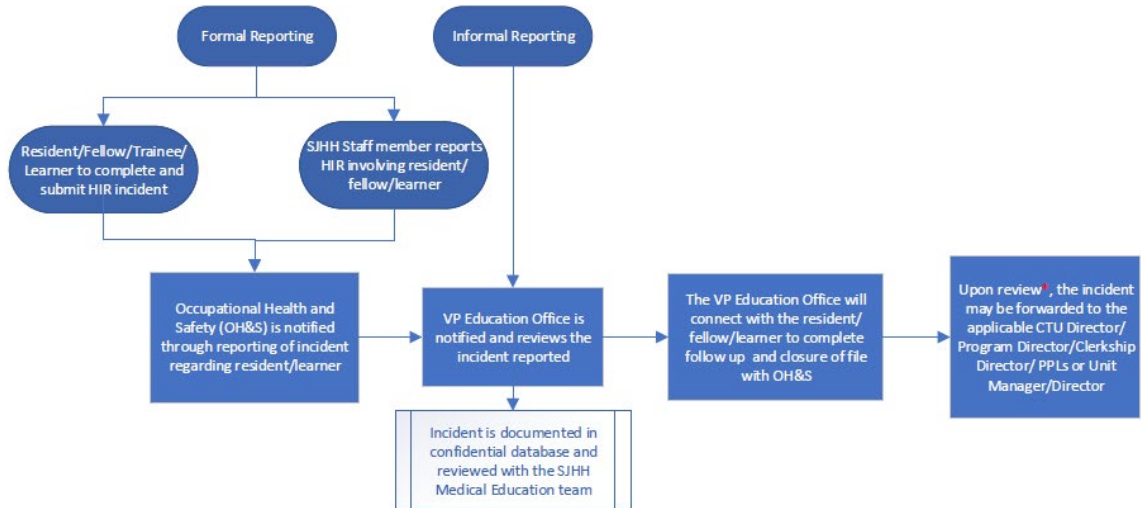 Formal Reporting
Informal Reporting
Resident/Fellow/Trainee/
Learner to complete and
submit HIR incident
SJHH Staff member reports
HIR involving resident/
fellow/learner
Occupational Health and
Safety (OH&S) is notified
through reporting of incident
regarding resident/learner
VP Education Office is
notified and reviews the
incident reported
The VP Education Office will
connect with the resident/
fellow/learner to complete
follow up and closure of file
with OH&S
Upon review*, the incident
may be forwarded to the
applicable CTU Director/
Program Director/Clerkship
Director/ PPLs or Unit
Manager/Director
Incident is documented in
confidential database and
reviewed with the SJHH
Medical Education team